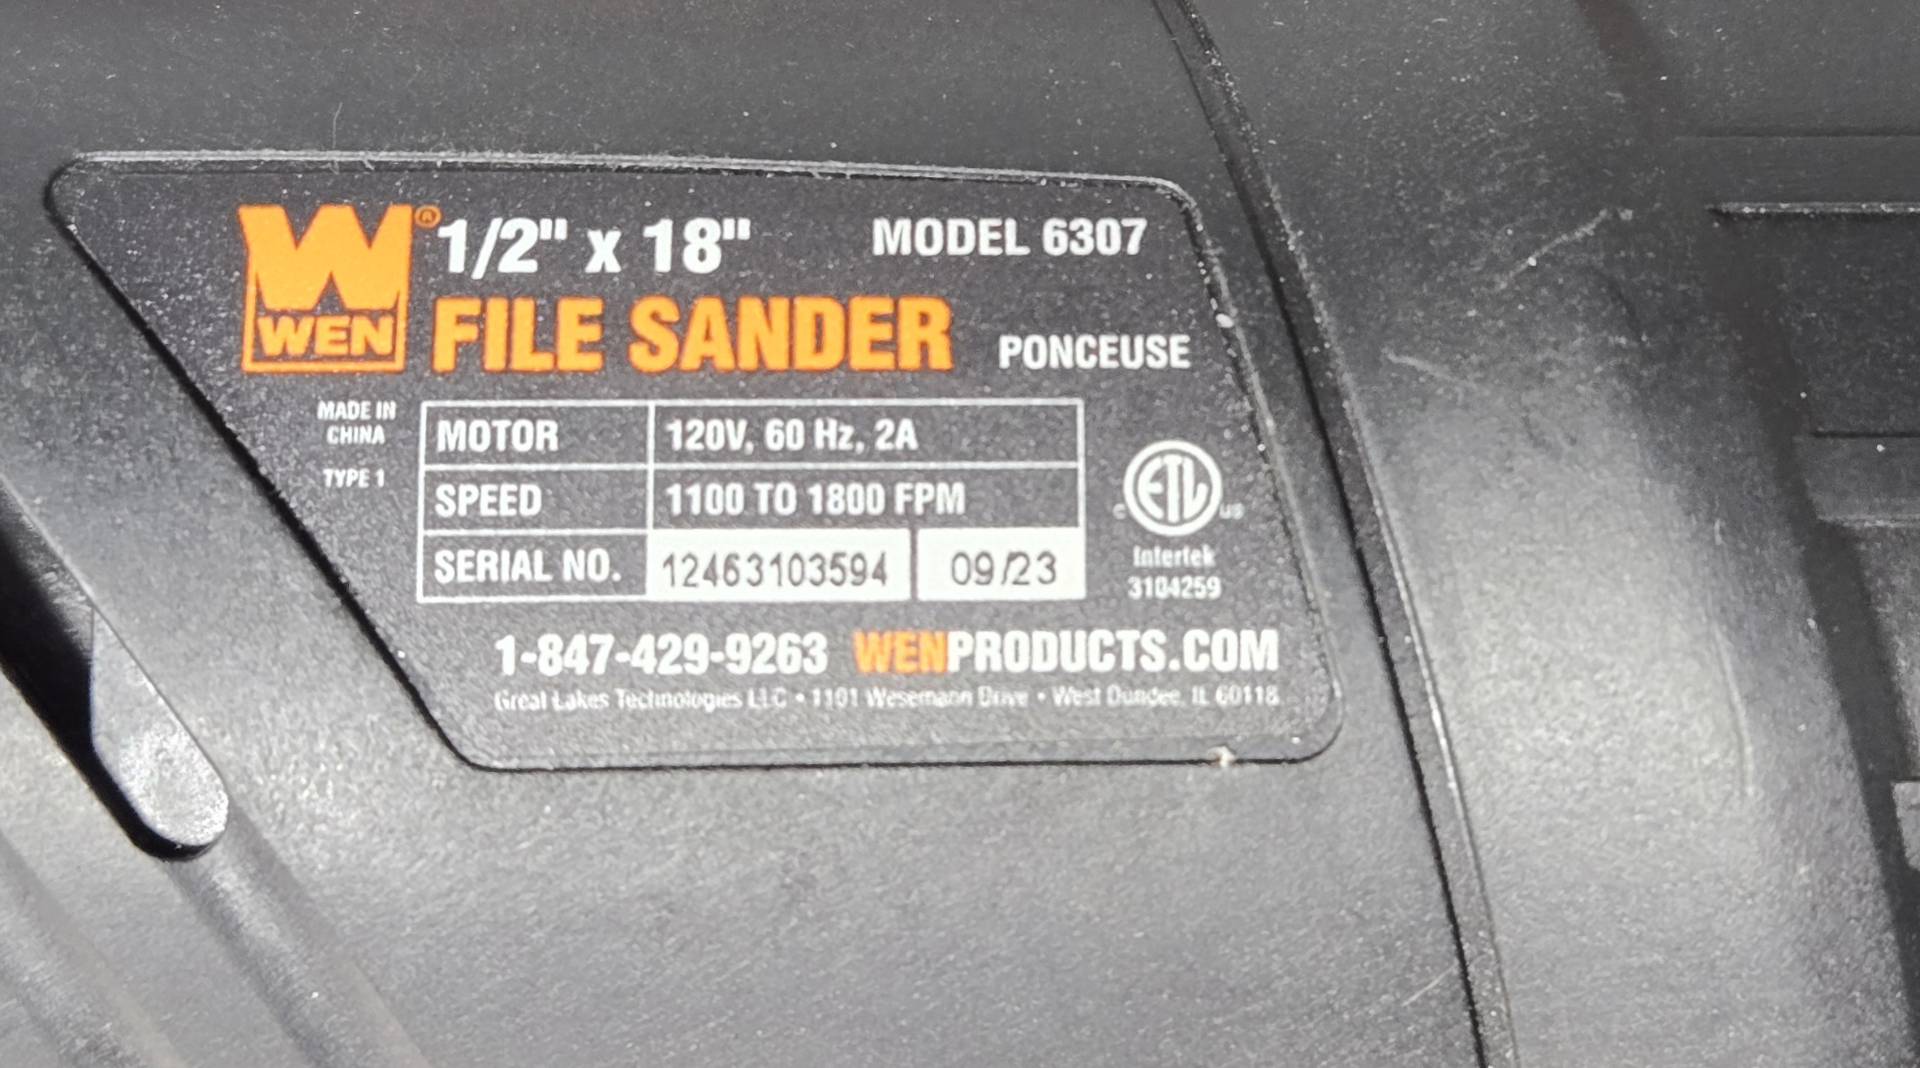 WEN® 1/2" x 18" MODEL 6307
FILE SANDER PONCEUSE
MADE IN
CHINA
TYPE 1
MOTOR 120V, 60 Hz, 2A
SPEED 1100 TO 1800 FPM
SERIAL NO. 12463103594 09/23
c ETL us
Intertek
3104259
1-847-429-9263 WENPRODUCTS.COM
Great Lakes Technologies LLC • 1101 Wesemann Drive • West Dundee, IL 60118